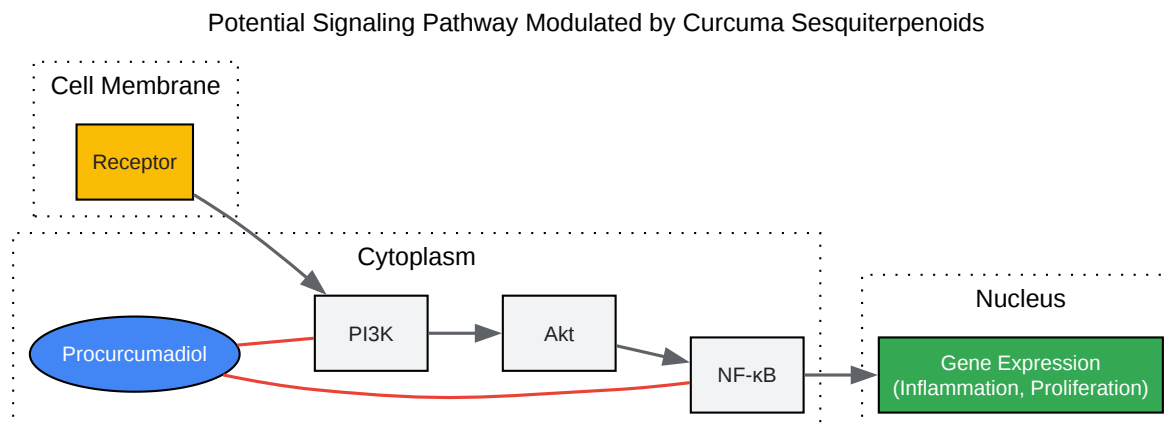 Potential Signaling Pathway Modulated by Curcuma Sesquiterpenoids
Cell Membrane
Receptor
Cytoplasm
Procurcumadiol
PI3K
Akt
NF-κB
Nucleus
Gene Expression
(Inflammation, Proliferation)